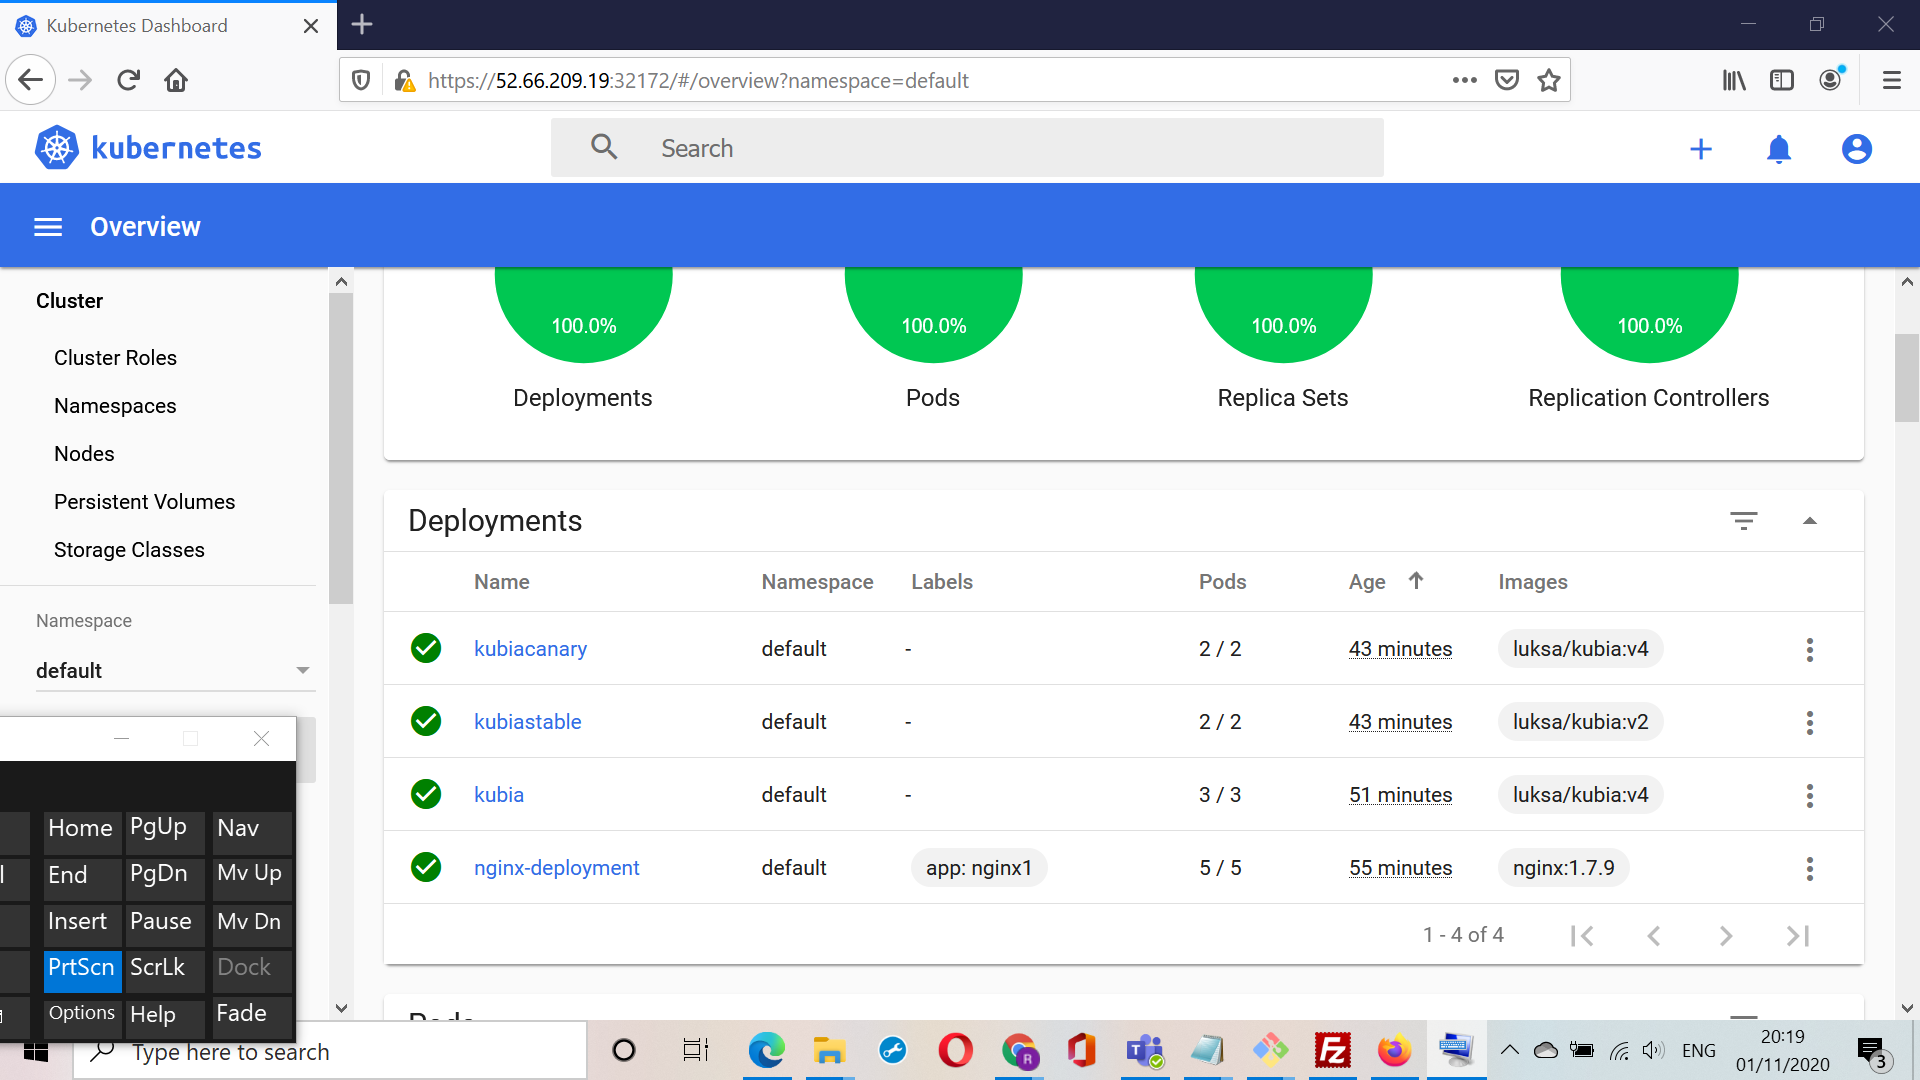 Kubernetes Dashboard
https://52.66.209.19:32172/#/overview?namespace=default
kubernetes
Search
Overview
Cluster
Cluster Roles
Namespaces
Nodes
Persistent Volumes
Storage Classes
Namespace
default
100.0% 100.0% 100.0% 100.0%
Deployments Pods Replica Sets Replication Controllers
Deployments
Name Namespace Labels Pods Age Images
kubiacanary default - 2 / 2 43 minutes luksa/kubia:v4
kubiastable default - 2 / 2 43 minutes luksa/kubia:v2
kubia default - 3 / 3 51 minutes luksa/kubia:v4
nginx-deployment default app: nginx1 5 / 5 55 minutes nginx:1.7.9
1 - 4 of 4
Home PgUp Nav
End PgDn Mv Up
Insert Pause Mv Dn
PrtScn ScrLk Dock
Options Help Fade
Type here to search
R
ENG
20:19
01/11/2020
3